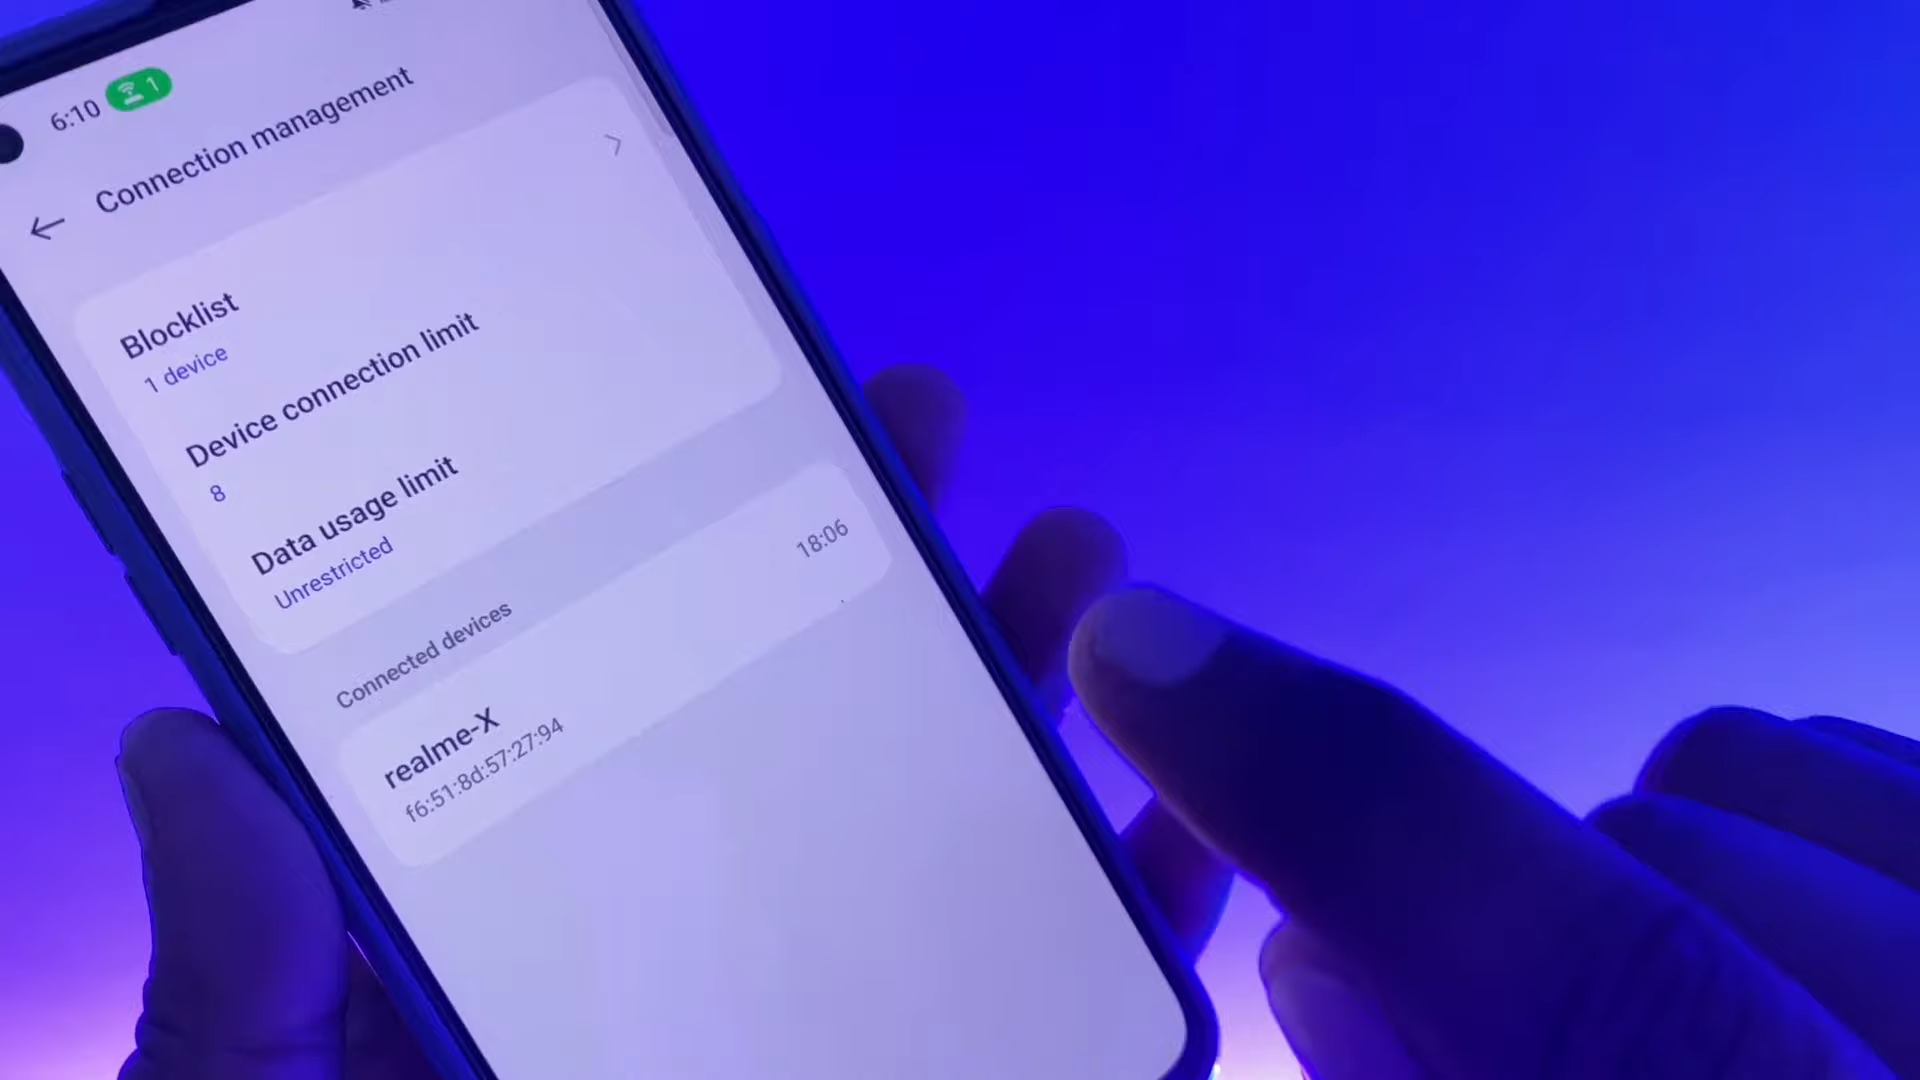 6:10 1
Connection management
Blocklist
1 device
Device connection limit
8
Data usage limit
Unrestricted
Connected devices
realme-X 18:06
f6:51:8d:57:27:94